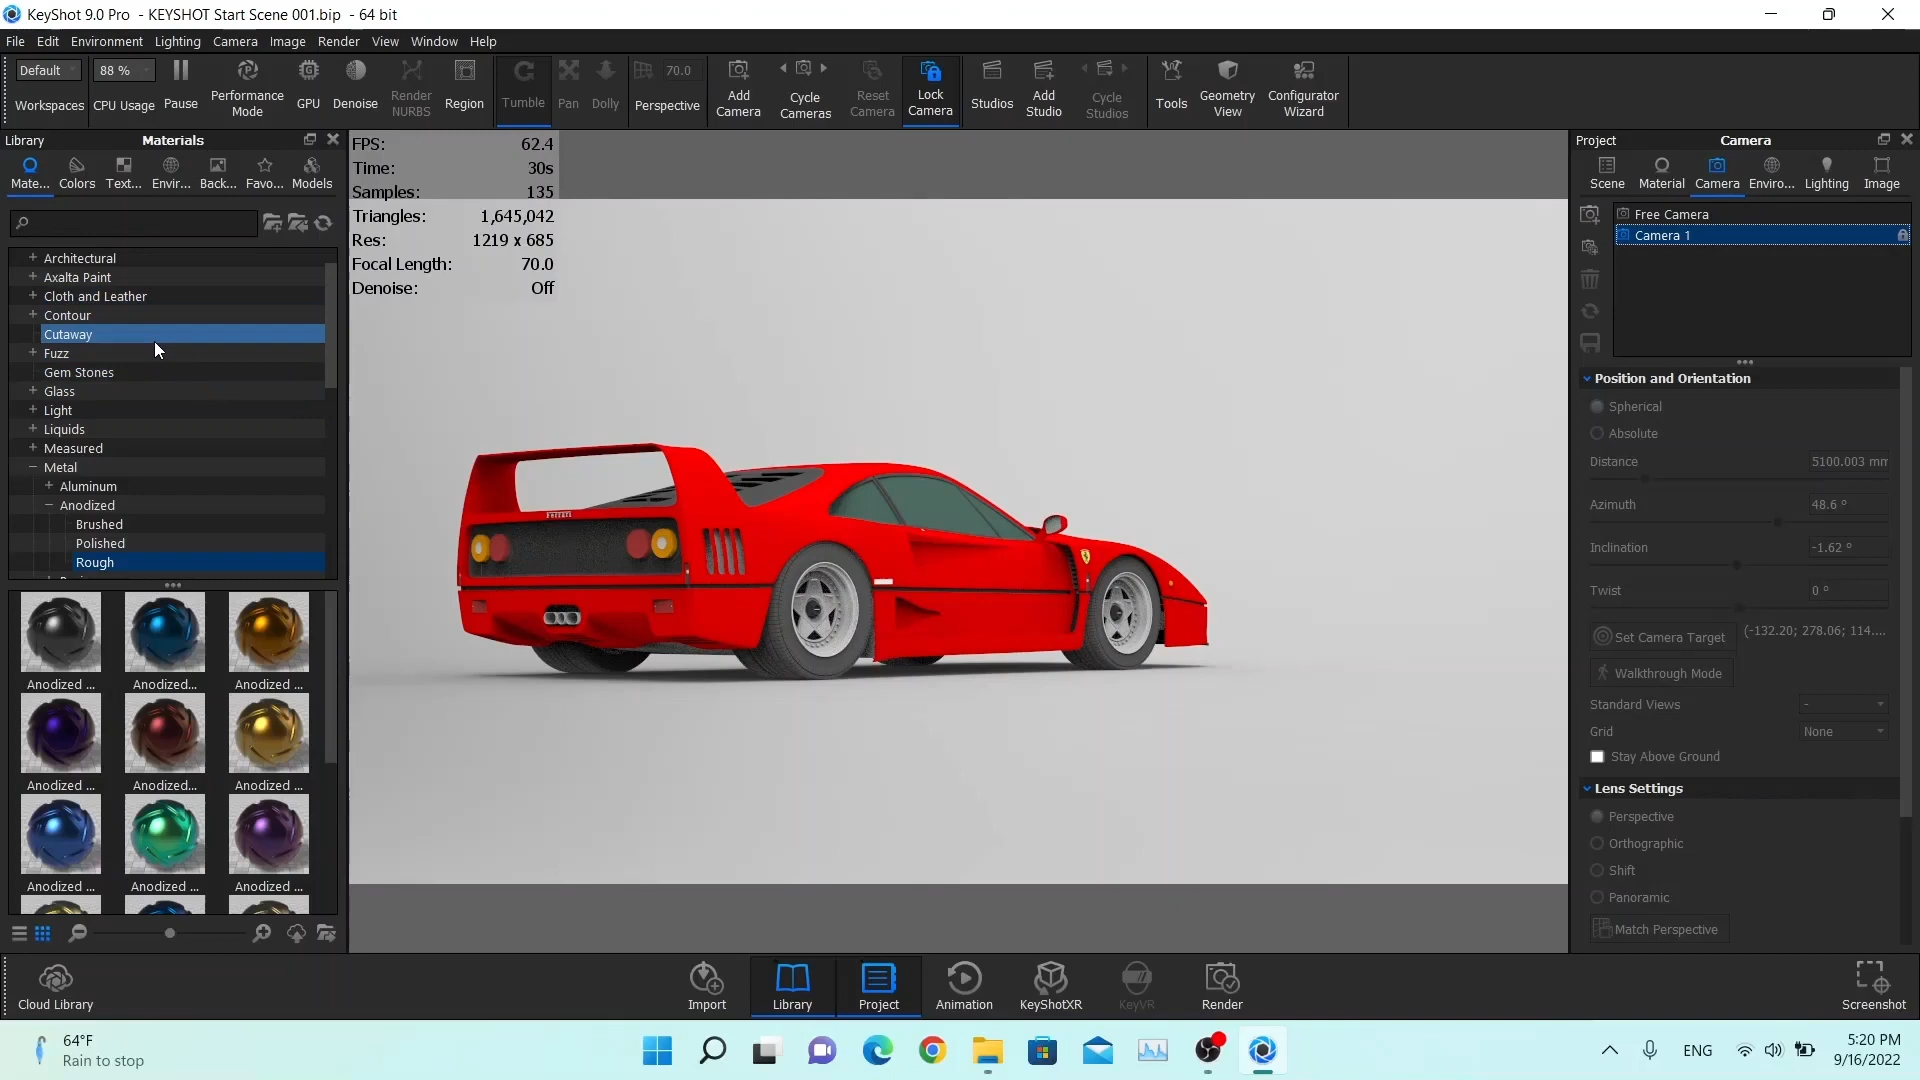 KeyShot 9.0 Pro - KEYSHOT Start Scene 001.bip - 64 bit
File Edit Environment Lighting Camera Image Render View Window Help
Default 88 % 70.0
Workspaces CPU Usage Pause Performance Mode GPU Denoise Render NURBS Region Tumble Pan Dolly Perspective Add Camera Cycle Cameras Reset Camera Lock Camera Studios Add Studio Cycle Studios Tools Geometry View Configurator Wizard
Library Materials
Mate... Colors Text... Envir... Back... Favo... Models
Architectural
Axalta Paint
Cloth and Leather
Contour
Cutaway
Fuzz
Gem Stones
Glass
Light
Liquids
Measured
Metal
Aluminum
Anodized
Brushed
Polished
Rough
Anodized ... Anodized... Anodized ...
Anodized ... Anodized... Anodized ...
Anodized ... Anodized ... Anodized ...
FPS: 62.4
Time: 30s
Samples: 135
Triangles: 1,645,042
Res: 1219 x 685
Focal Length: 70.0
Denoise: Off
Ferrari
Project Camera
Scene Material Camera Enviro... Lighting Image
Free Camera
Camera 1
Position and Orientation
Spherical
Absolute
Distance 5100.003 mm
Azimuth 48.6 °
Inclination -1.62 °
Twist 0 °
Set Camera Target (-132.20; 278.06; 114....
Walkthrough Mode
Standard Views -
Grid None
Stay Above Ground
Lens Settings
Perspective
Orthographic
Shift
Panoramic
Match Perspective
Cloud Library Import Library Project Animation KeyShotXR KeyVR Render Screenshot
64°F
Rain to stop
ENG
5:20 PM
9/16/2022